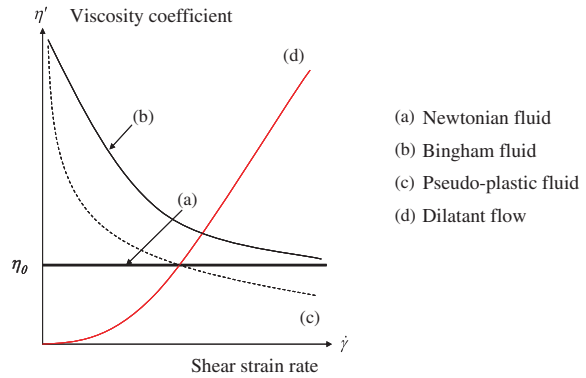 η′ Viscosity coefficient
(d)
(b)
(a)
η₀
(c)
γ̇
Shear strain rate
(a) Newtonian fluid
(b) Bingham fluid
(c) Pseudo-plastic fluid
(d) Dilatant flow